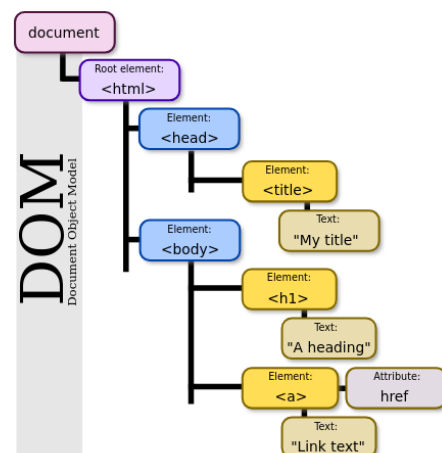 document
Root element:
<html>
Element:
<head>
Element:
<title>
Text:
"My title"
Element:
<body>
Element:
<h1>
Text:
"A heading"
Element:
<a>
Attribute:
href
Text:
"Link text"
DOM
Document Object Model